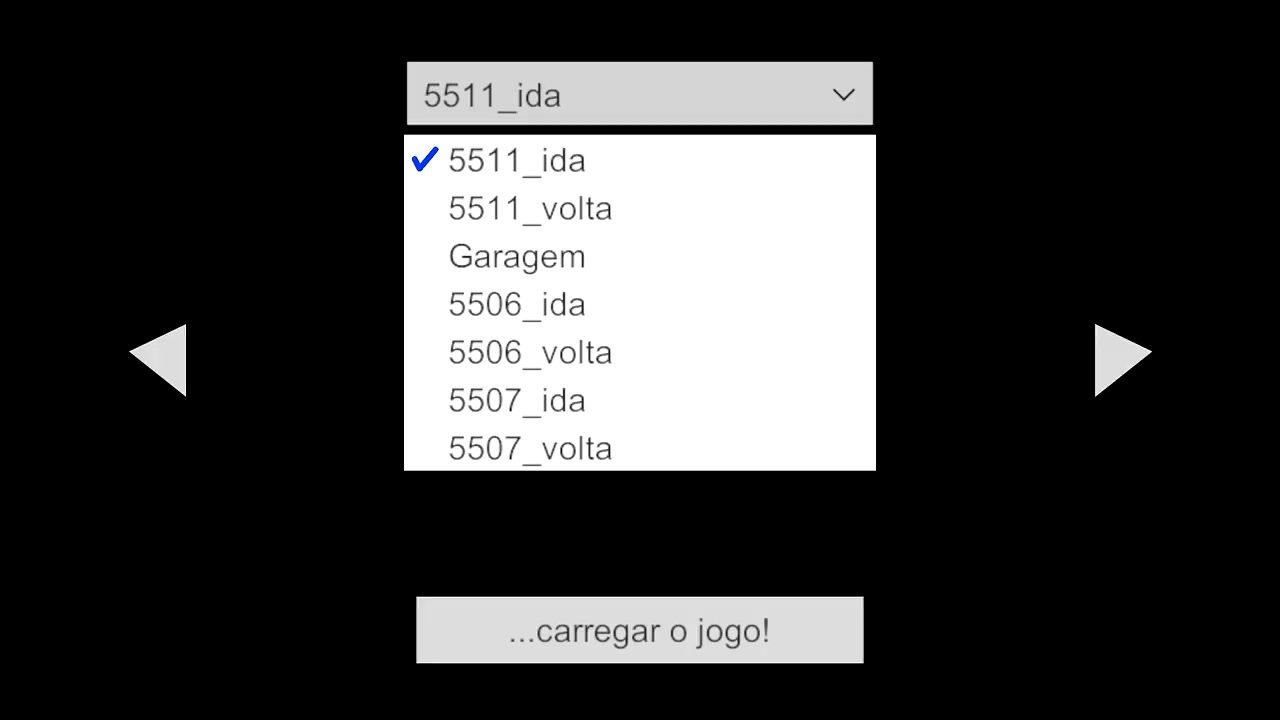 5511_ida
5511_ida
5511_volta
Garagem
5506_ida
5506_volta
5507_ida
5507_volta
...carregar o jogo!